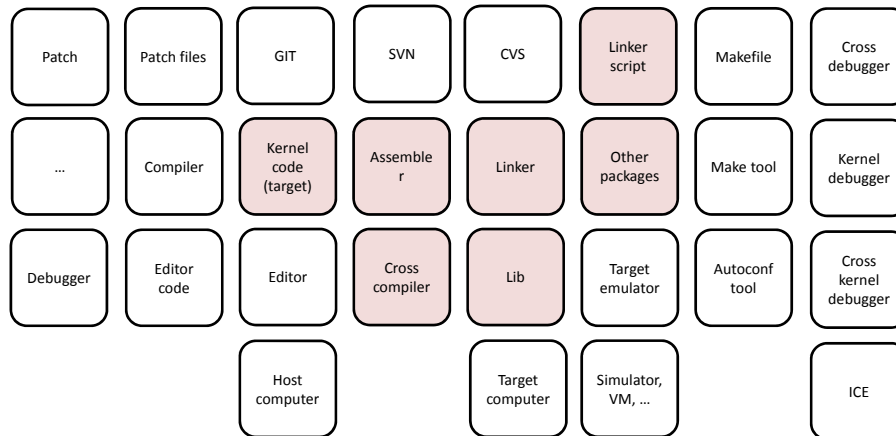 Patch
Patch files
GIT
SVN
CVS
Linker
script
Makefile
Cross
debugger
...
Compiler
Kernel
code
(target)
Assemble
r
Linker
Other
packages
Make tool
Kernel
debugger
Debugger
Editor
code
Editor
Cross
compiler
Lib
Target
emulator
Autoconf
tool
Cross
kernel
debugger
Host
computer
Target
computer
Simulator,
VM, ...
ICE